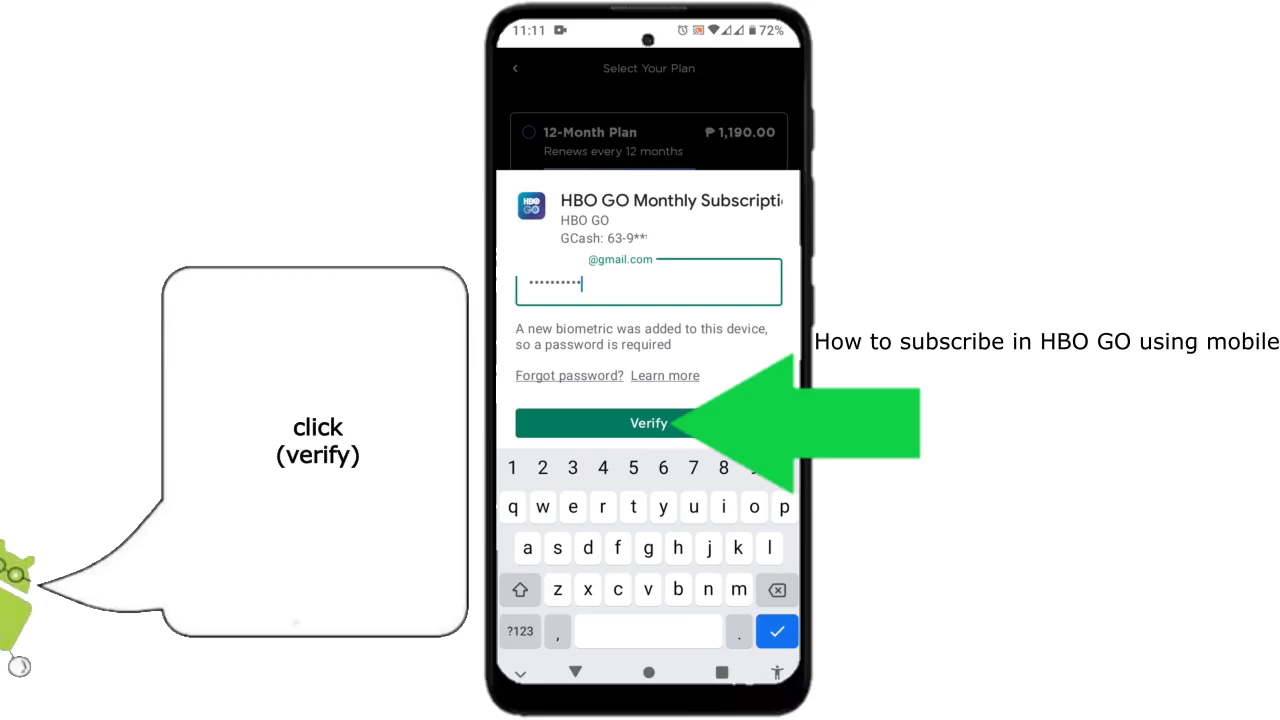 11:11
72%
Select Your Plan
12-Month Plan
₱ 1,190.00
Renews every 12 months
HBO GO
HBO GO Monthly Subscripti
HBO GO
GCash: 63-9**
@gmail.com
••••••••••
A new biometric was added to this device,
so a password is required
Forgot password? Learn more
Verify
click
(verify)
How to subscribe in HBO GO using mobile
1 2 3 4 5 6 7 8
q w e r t y u i o p
a s d f g h j k l
z x c v b n m
?123 , .